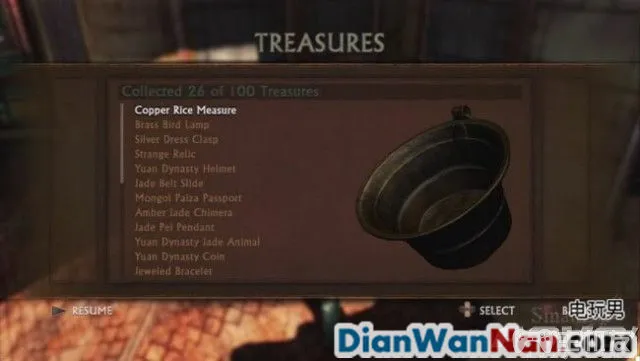 TREASURES
Collected 26 of 100 Treasures
Copper Rice Measure
Brass Bird Lamp
Silver Dress Clasp
Strange Relic
Yuan Dynasty Helmet
Jade Belt Slide
Mongol Paiza Passport
Amber Jade Chimera
Jade Pei Pendant
Yuan Dynasty Jade Animal
Yuan Dynasty Coin
Jeweled Bracelet
RESUME
SELECT
电玩男
DianWanNan.com